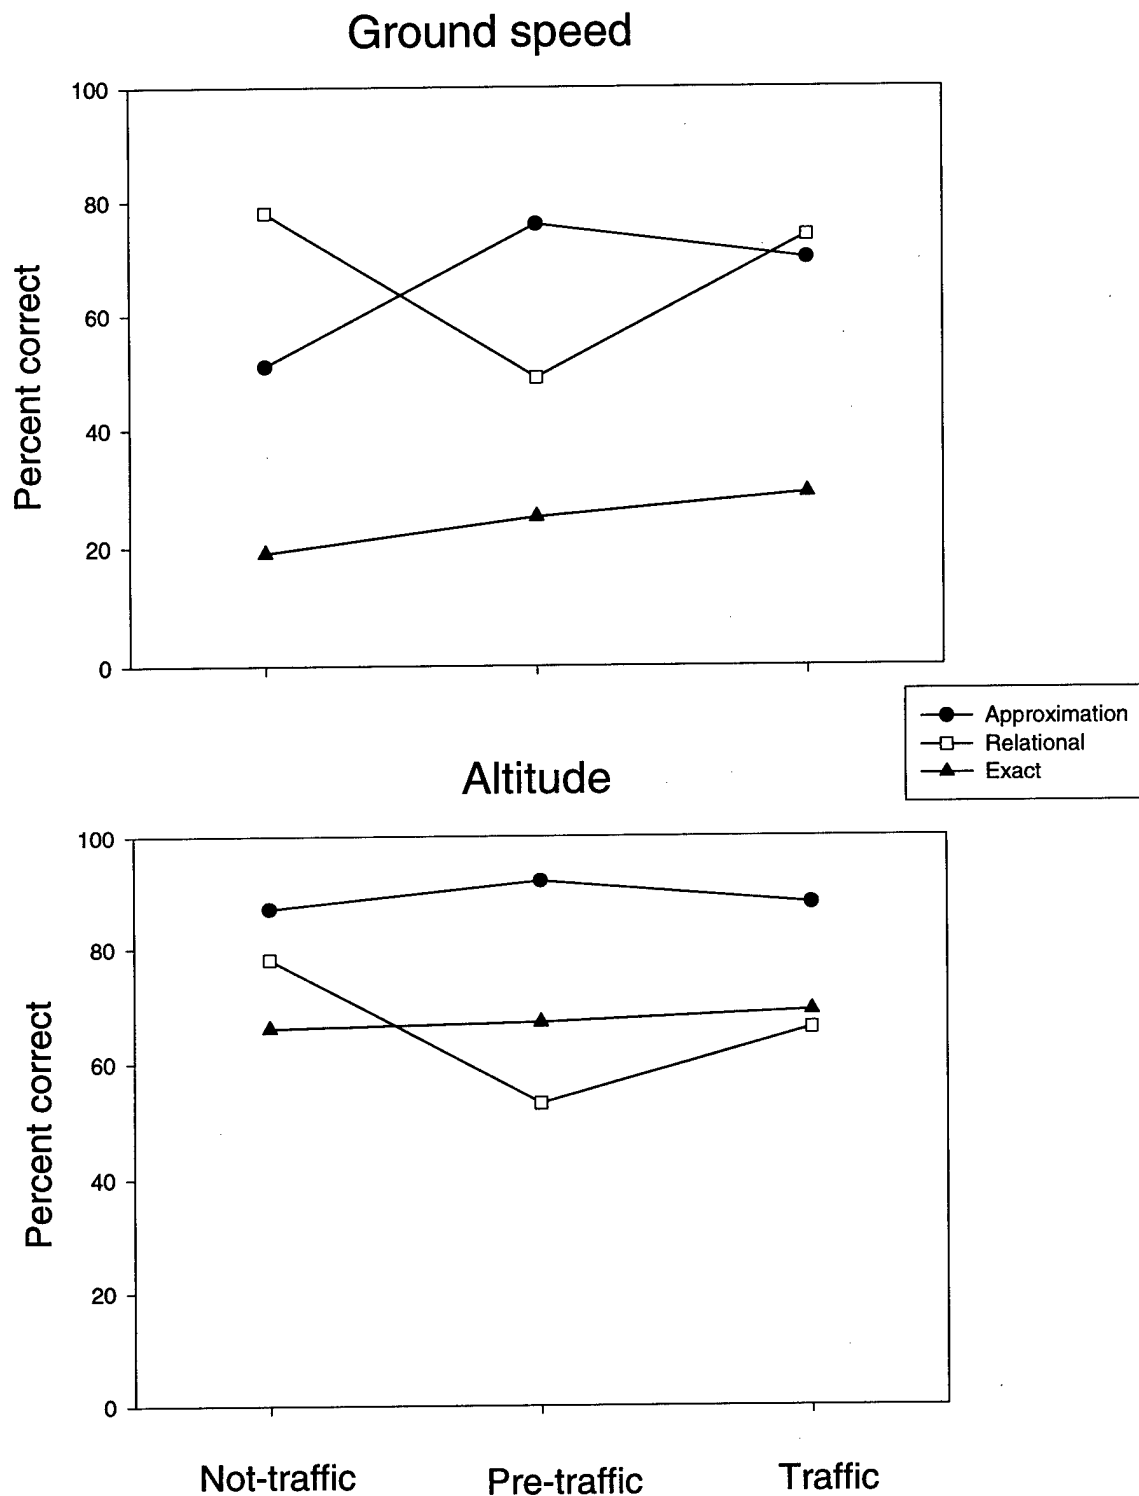 Ground speed
100
80
60
40
20
0
Percent correct
Approximation
Relational
Exact
Altitude
100
80
60
40
20
0
Percent correct
Not-traffic
Pre-traffic
Traffic